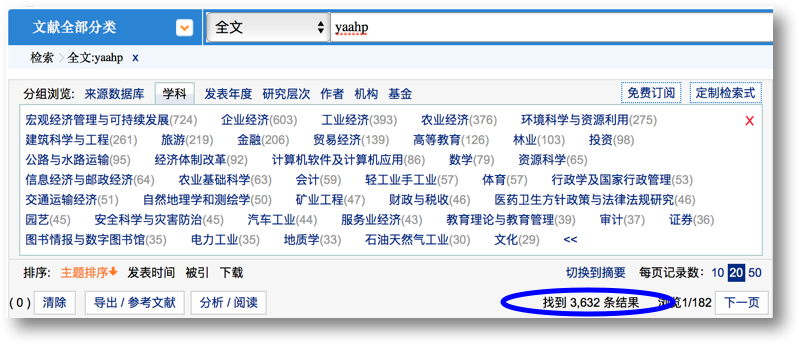 文献全部分类 全文 yaahp
检索 全文:yaahp x
分组浏览: 来源数据库 学科 发表年度 研究层次 作者 机构 基金 免费订阅 定制检索式
宏观经济管理与可持续发展(724) 企业经济(603) 工业经济(393) 农业经济(376) 环境科学与资源利用(275) X
建筑科学与工程(261) 旅游(219) 金融(206) 贸易经济(139) 高等教育(126) 林业(103) 投资(98)
公路与水路运输(95) 经济体制改革(92) 计算机软件及计算机应用(86) 数学(79) 资源科学(65)
信息经济与邮政经济(64) 农业基础科学(63) 会计(59) 轻工业手工业(57) 体育(57) 行政学及国家行政管理(53)
交通运输经济(51) 自然地理学和测绘学(50) 矿业工程(47) 财政与税收(46) 医药卫生方针政策与法律法规研究(46)
园艺(45) 安全科学与灾害防治(45) 汽车工业(44) 服务业经济(43) 教育理论与教育管理(39) 审计(37) 证券(36)
图书情报与数字图书馆(35) 电力工业(35) 地质学(33) 石油天然气工业(30) 文化(29) <<
排序: 主题排序 发表时间 被引 下载 切换到摘要 每页记录数: 10 20 50
(0) 清除 导出 / 参考文献 分析 / 阅读 找到 3,632 条结果 浏览1/182 下一页